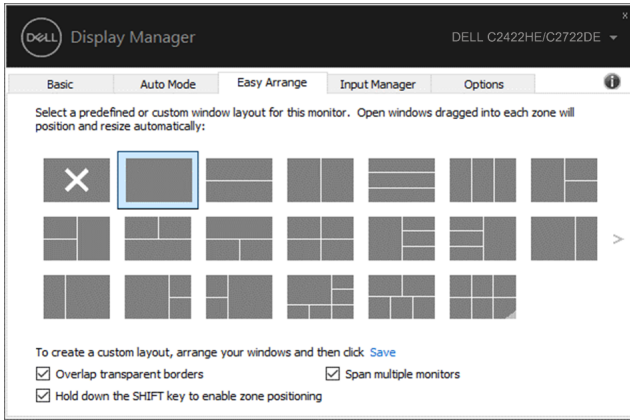 x
DELL Display Manager
DELL C2422HE/C2722DE
Basic Auto Mode Easy Arrange Input Manager Options i
Select a predefined or custom window layout for this monitor. Open windows dragged into each zone will
position and resize automatically:
>
To create a custom layout, arrange your windows and then click Save
Overlap transparent borders Span multiple monitors
Hold down the SHIFT key to enable zone positioning